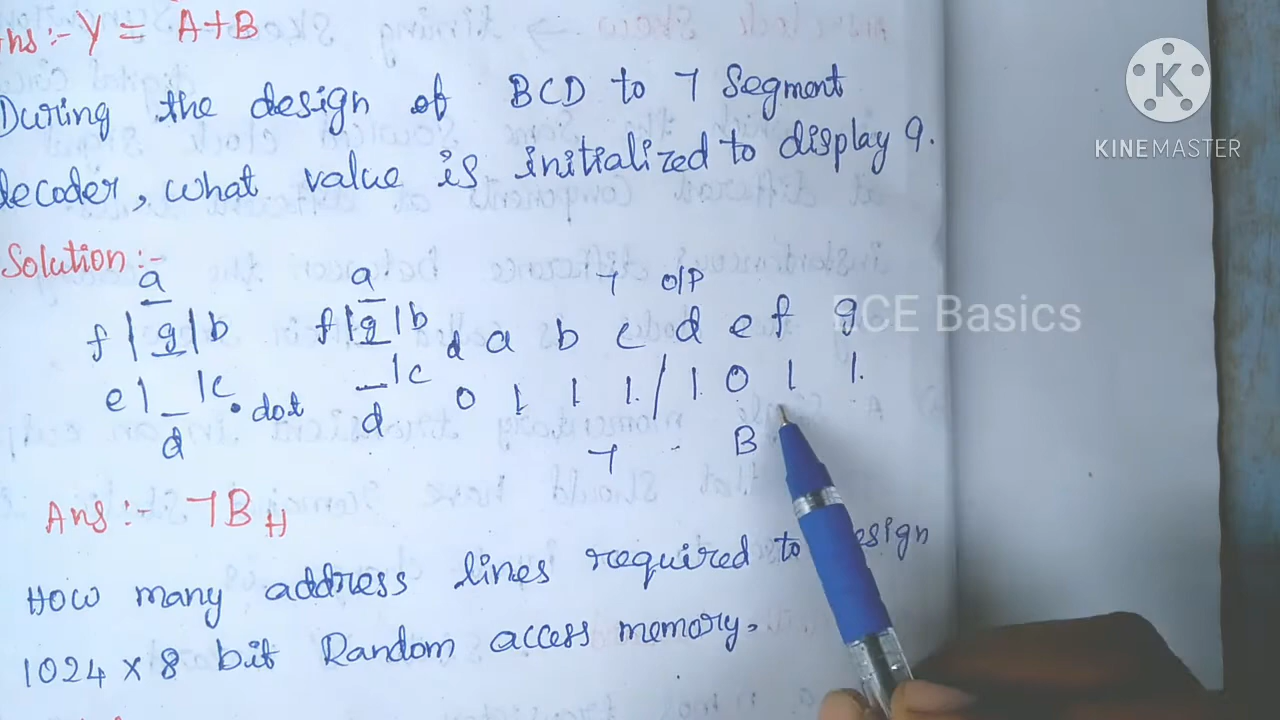 Ans:- Y = A+B
During the design of BCD to 7 Segment
decoder, what value is initialized to display 9.
Solution:-
a a 7 O/P
f | g | b f | g | b d a b c d e f g
e | _ | c . dot _ | c 0 1 1 1 / 1 0 1 1
d d 7 B
Ans:- 7BH
How many address lines required to design
1024 x 8 bit Random access memory.
K
KINEMASTER
ECE Basics